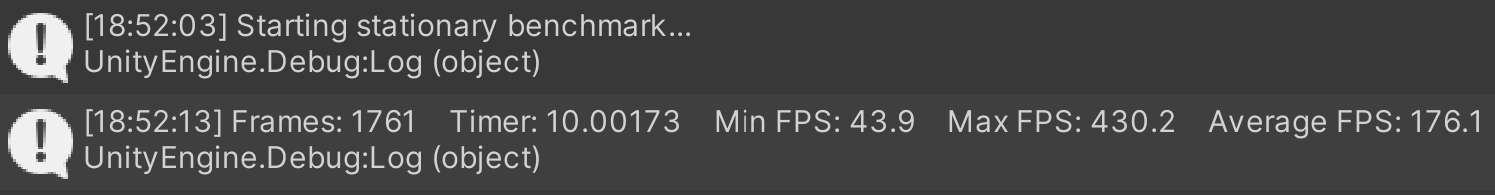 [18:52:03] Starting stationary benchmark...
UnityEngine.Debug:Log (object)
[18:52:13] Frames: 1761    Timer: 10.00173    Min FPS: 43.9    Max FPS: 430.2    Average FPS: 176.1
UnityEngine.Debug:Log (object)